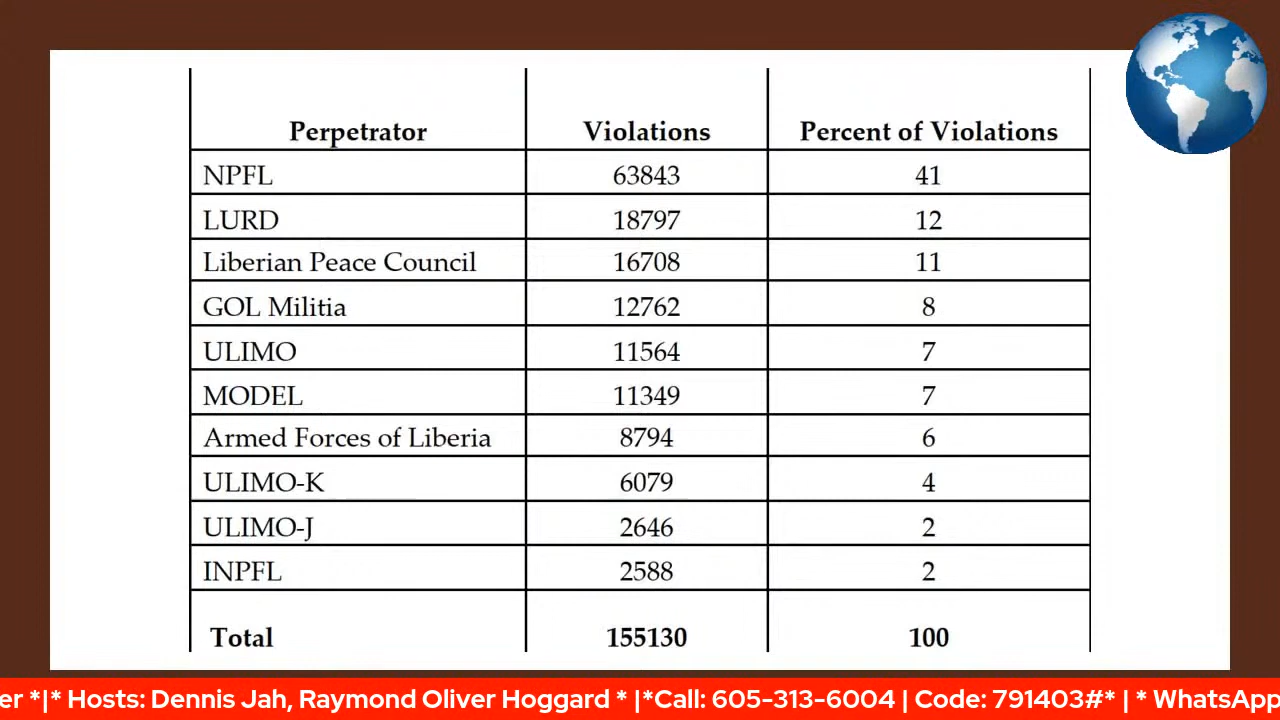 Perpetrator Violations Percent of Violations
NPFL 63843 41
LURD 18797 12
Liberian Peace Council 16708 11
GOL Militia 12762 8
ULIMO 11564 7
MODEL 11349 7
Armed Forces of Liberia 8794 6
ULIMO-K 6079 4
ULIMO-J 2646 2
INPFL 2588 2
Total 155130 100
er *|* Hosts: Dennis Jah, Raymond Oliver Hoggard * |*Call: 605-313-6004 | Code: 791403#* | * WhatsApp